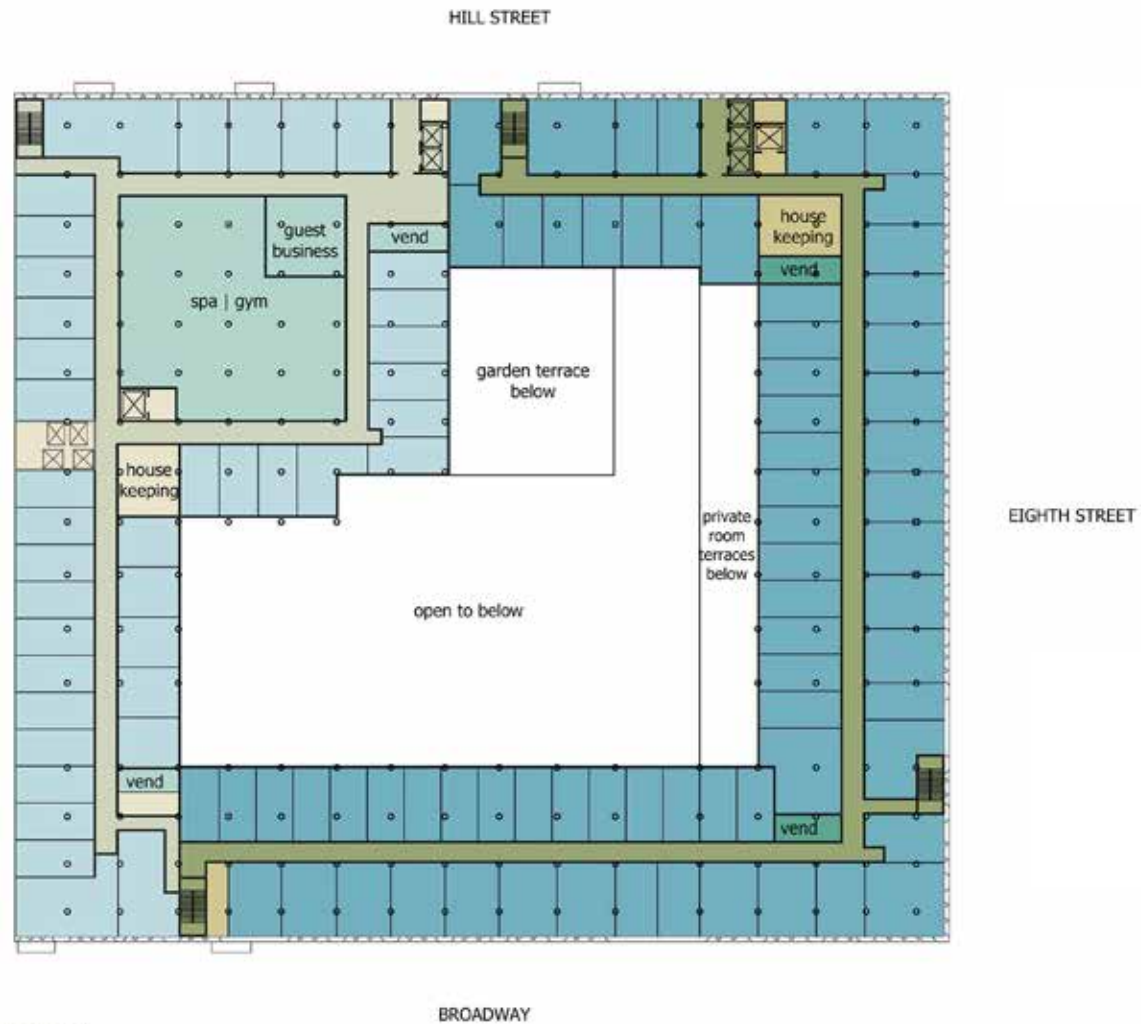 HILL STREET
guest
business
vend
house
keeping
vend
spa | gym
garden terrace
below
house
keeping
private
room
terraces
below
EIGHTH STREET
open to below
vend
vend
BROADWAY